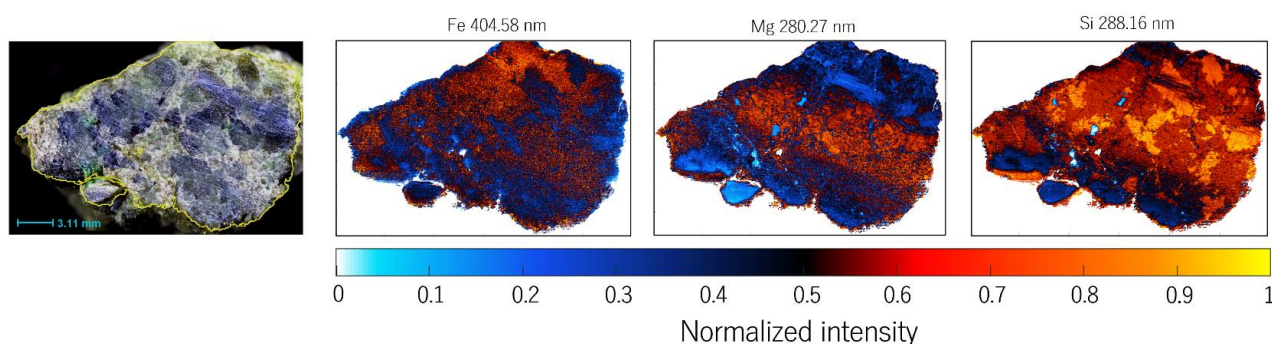 Fe 404.58 nm
Mg 280.27 nm
Si 288.16 nm
3.11 mm
0 0.1 0.2 0.3 0.4 0.5 0.6 0.7 0.8 0.9 1
Normalized intensity